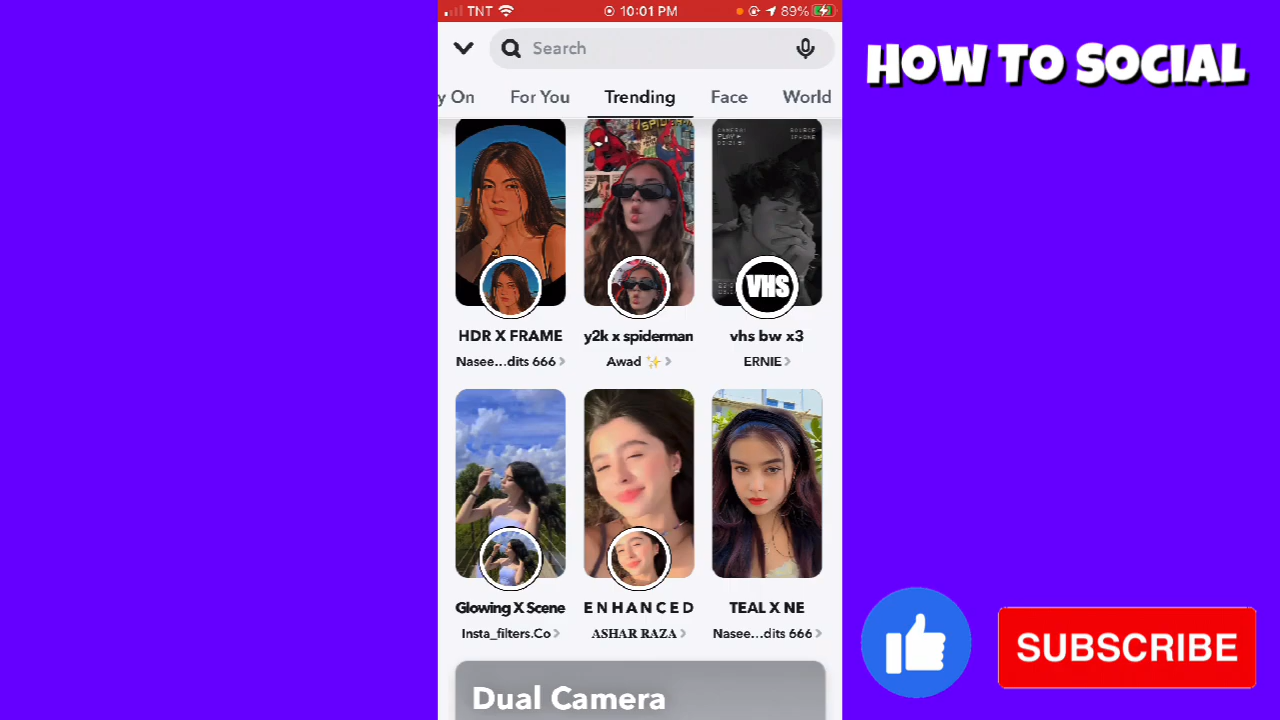 TNT 10:01 PM 89%
HOW TO SOCIAL
Search
y On For You Trending Face World
VHS
HDR X FRAME y2k x spiderman vhs bw x3
Nasee...dits 666 Awad ✨ ERNIE
Glowing X Scene E N H A N C E D TEAL X NE
Insta_filters.Co ASHAR RAZA Nasee...dits 666
Dual Camera
SUBSCRIBE